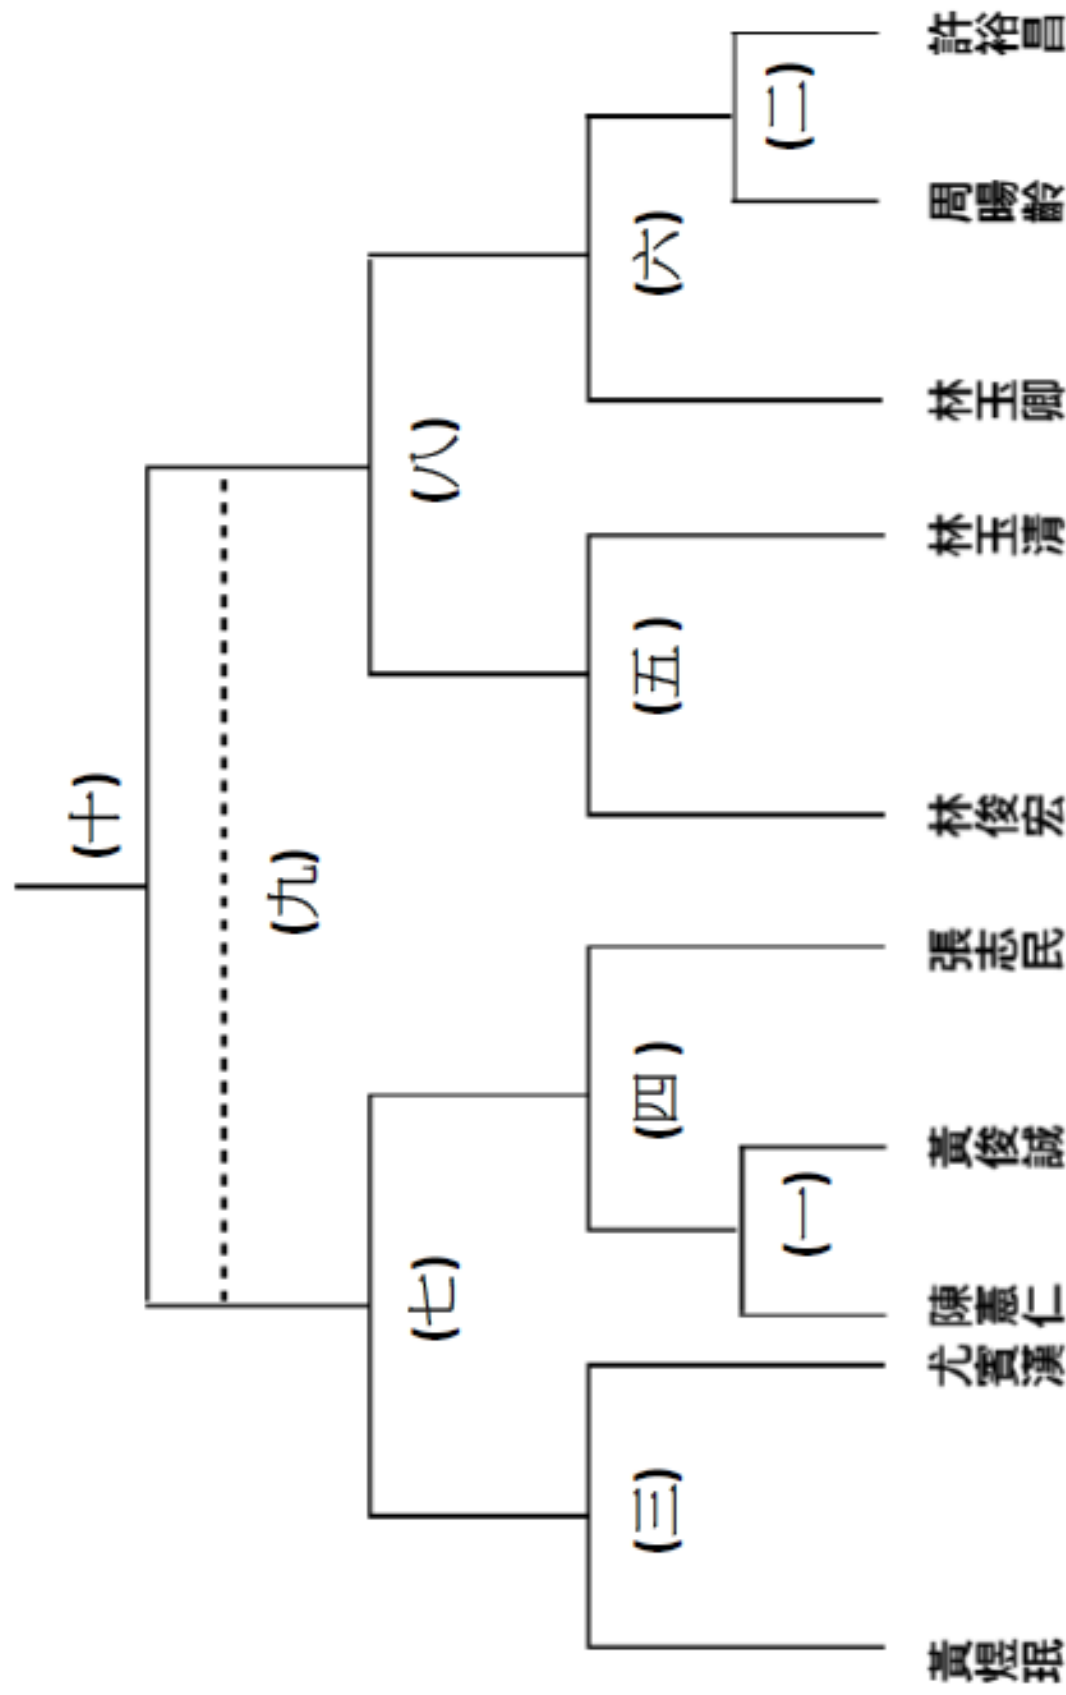 許裕昌
(二)
周暘齡
(六)
林玉卿
(八)
林玉清
(五)
林俊宏
(十)
(九)
張志民
(四)
黃俊誠
(一)
陳憲仁
(七)
尤賓漢
(三)
黃煜珉